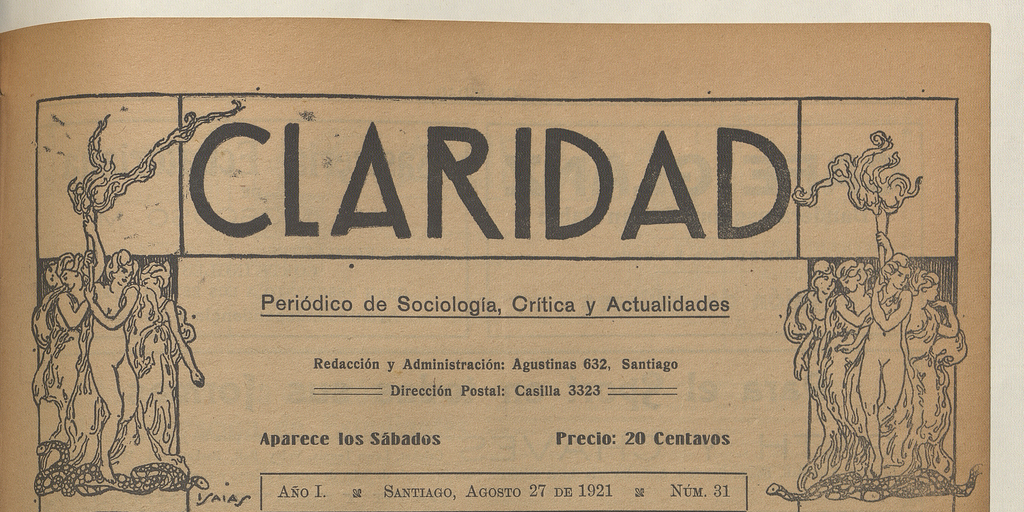 CLARIDAD
Periódico de Sociología, Crítica y Actualidades
Redacción y Administración: Agustinas 632, Santiago
Dirección Postal: Casilla 3323
Aparece los Sábados Precio: 20 Centavos
ISAIAS
AÑO I. SANTIAGO, AGOSTO 27 DE 1921 NÚM. 31